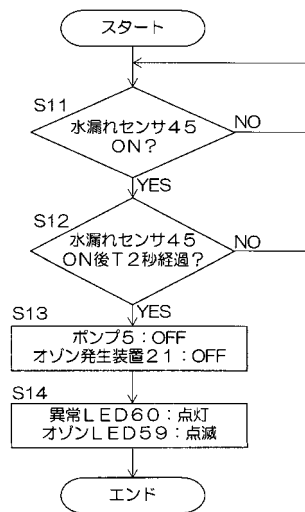 スタート
S11
水漏れセンサ45
ON?
NO
YES
S12
水漏れセンサ45
ON後T2秒経過?
NO
YES
S13
ポンプ5:OFF
オゾン発生装置21:OFF
S14
異常LED60:点灯
オゾンLED59:点滅
エンド